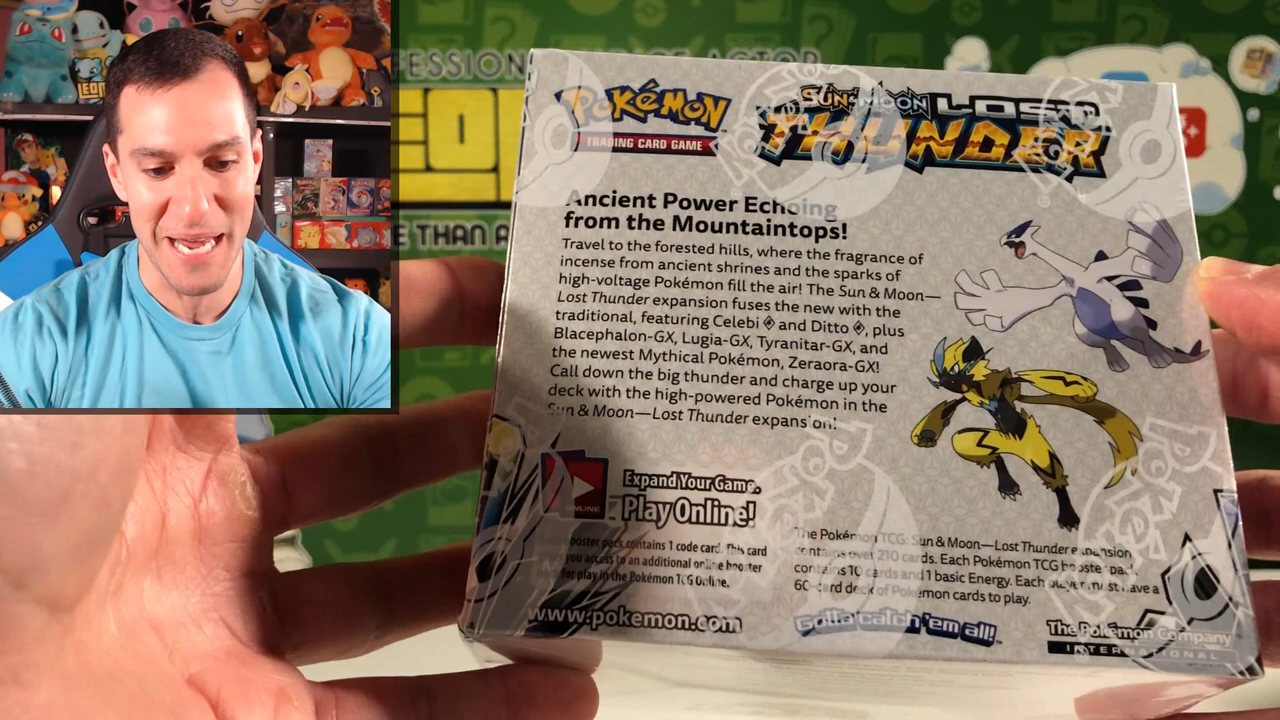 FESSION
ACTOR
E THAN A
POKéMON
TRADING CARD GAME
SUN & MOON LOST
THUNDER
Ancient Power Echoing
from the Mountaintops!
Travel to the forested hills, where the fragrance of
incense from ancient shrines and the sparks of
high-voltage Pokémon fill the air! The Sun & Moon—
Lost Thunder expansion fuses the new with the
traditional, featuring Celebi and Ditto , plus
Blacephalon-GX, Lugia-GX, Tyranitar-GX, and
the newest Mythical Pokémon, Zeraora-GX!
Call down the big thunder and charge up your
deck with the high-powered Pokémon in the
Sun & Moon—Lost Thunder expansion!
ONLINE
Expand Your Game.
Play Online!
booster pack contains 1 code card. This card
you access to an additional online booster
for play in the Pokémon TCG Online.
www.pokemon.com
The Pokémon TCG: Sun & Moon—Lost Thunder expansion
contains over 210 cards. Each Pokémon TCG booster pack
contains 10 cards and 1 basic Energy. Each player must have a
60-card deck of Pokémon cards to play.
Gotta catch 'em all!
The Pokémon Company
INTERNATIONAL